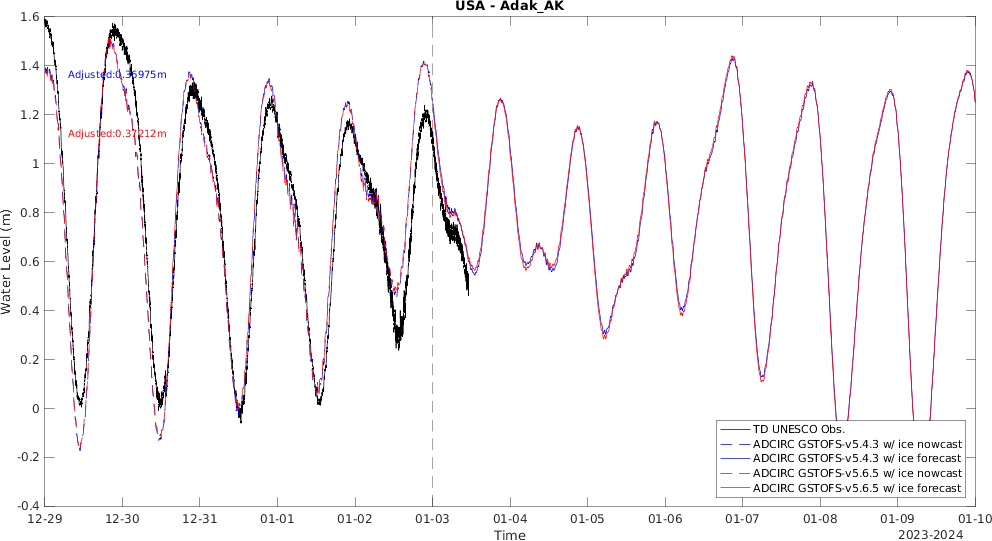 USA - Adak_AK
1.6
1.4
1.2
1
0.8
0.6
0.4
0.2
0
-0.2
-0.4
Water Level (m)
Adjusted:0.36975m
Adjusted:0.37212m
TD UNESCO Obs.
ADCIRC GSTOFS-v5.4.3 w/ ice nowcast
ADCIRC GSTOFS-v5.4.3 w/ ice forecast
ADCIRC GSTOFS-v5.6.5 w/ ice nowcast
ADCIRC GSTOFS-v5.6.5 w/ ice forecast
12-29 12-30 12-31 01-01 01-02 01-03 01-04 01-05 01-06 01-07 01-08 01-09 01-10
Time
2023-2024